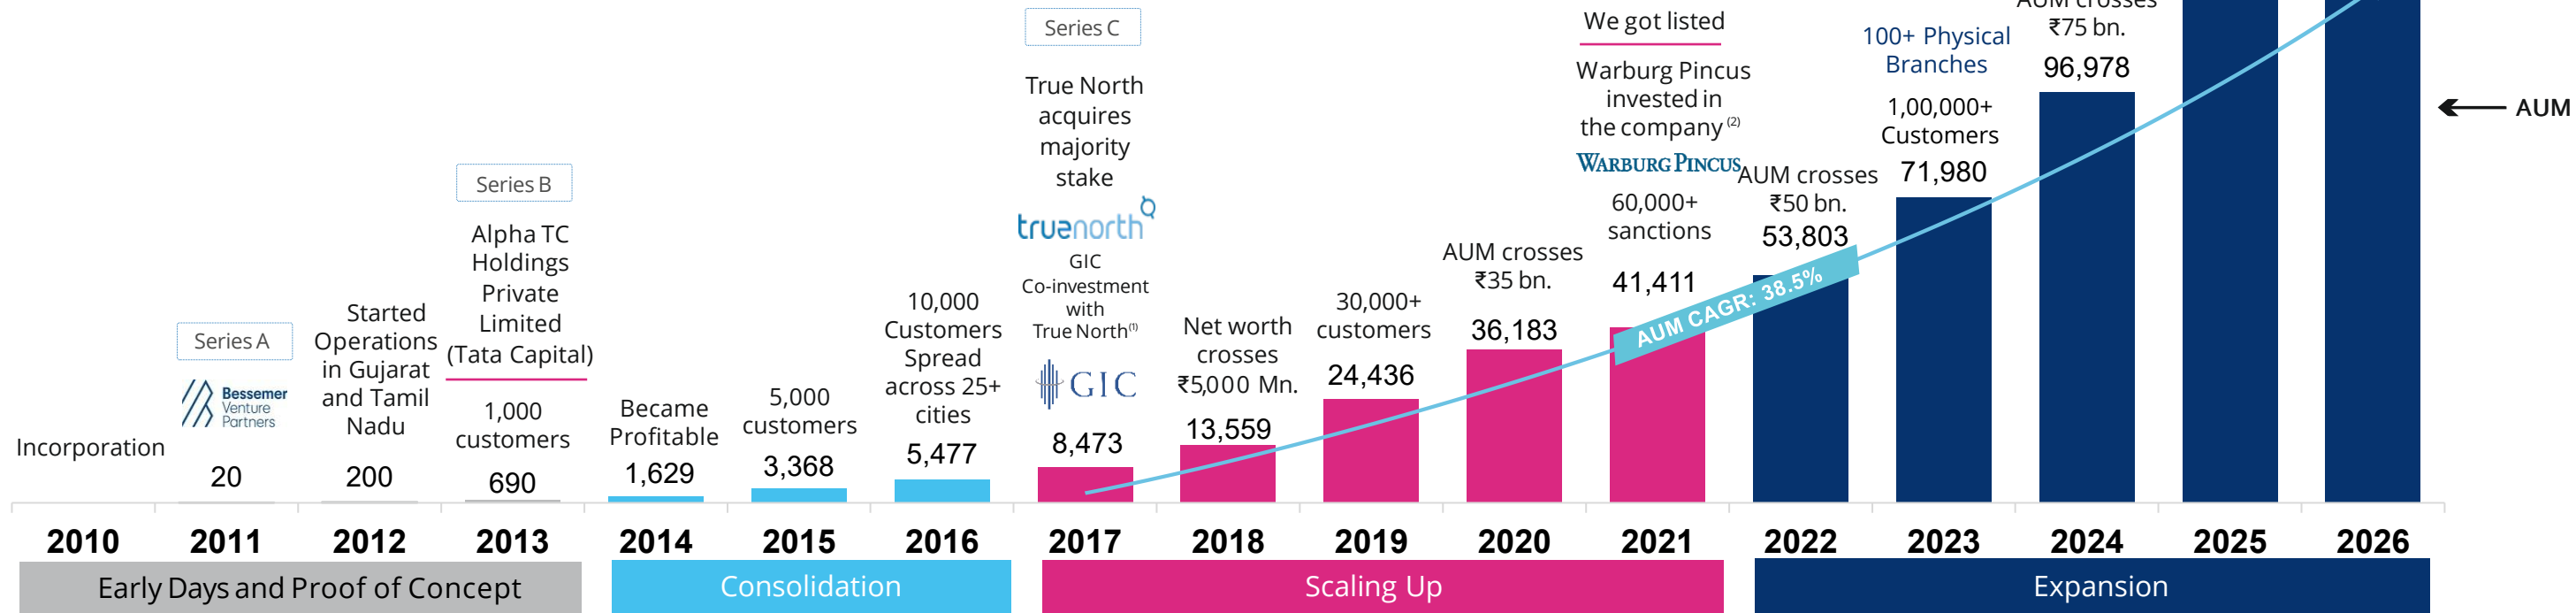 Incorporation
2010
Series A
Bessemer
Venture
Partners
20
2011
Started
Operations
in Gujarat
and Tamil
Nadu
200
2012
Series B
Alpha TC
Holdings
Private
Limited
(Tata Capital)
1,000
customers
690
2013
Early Days and Proof of Concept
Became
Profitable
1,629
2014
5,000
customers
3,368
2015
10,000
Customers
Spread
across 25+
cities
5,477
2016
Consolidation
Series C
True North
acquires
majority
stake
truenorth
GIC
Co-investment
with
True North(1)
GIC
8,473
2017
Net worth
crosses
₹5,000 Mn.
13,559
2018
30,000+
customers
24,436
2019
AUM crosses
₹35 bn.
36,183
2020
We got listed
Warburg Pincus
invested in
the company (2)
WARBURG PINCUS
60,000+
sanctions
41,411
2021
Scaling Up
AUM CAGR: 38.5%
AUM crosses
₹50 bn.
53,803
2022
100+ Physical
Branches
1,00,000+
Customers
71,980
2023
AUM crosses
₹75 bn.
96,978
2024
2025
2026
Expansion
AUM